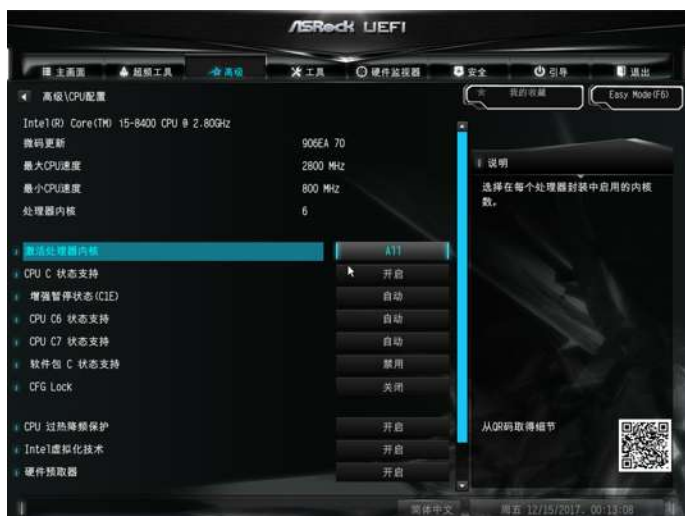 ASRock UEFI
主画面 超频工具 高级 工具 硬件监视器 安全 引导 退出
高级\CPU配置
我的收藏
Easy Mode(F6)
Intel(R) Core(TM) i5-8400 CPU @ 2.80GHz
微码更新 906EA 70
最大CPU速度 2800 MHz
最小CPU速度 800 MHz
处理器内核 6
说明
选择在每个处理器封装中启用的内核
数。
激活处理器内核 All
CPU C 状态支持 开启
增强暂停状态(C1E) 自动
CPU C6 状态支持 自动
CPU C7 状态支持 自动
软件包 C 状态支持 禁用
CFG Lock 关闭
CPU 过热降频保护 开启
Intel虚拟化技术 开启
硬件预取器 开启
从QR码取得细节
简体中文
周五 12/15/2017, 00:13:08